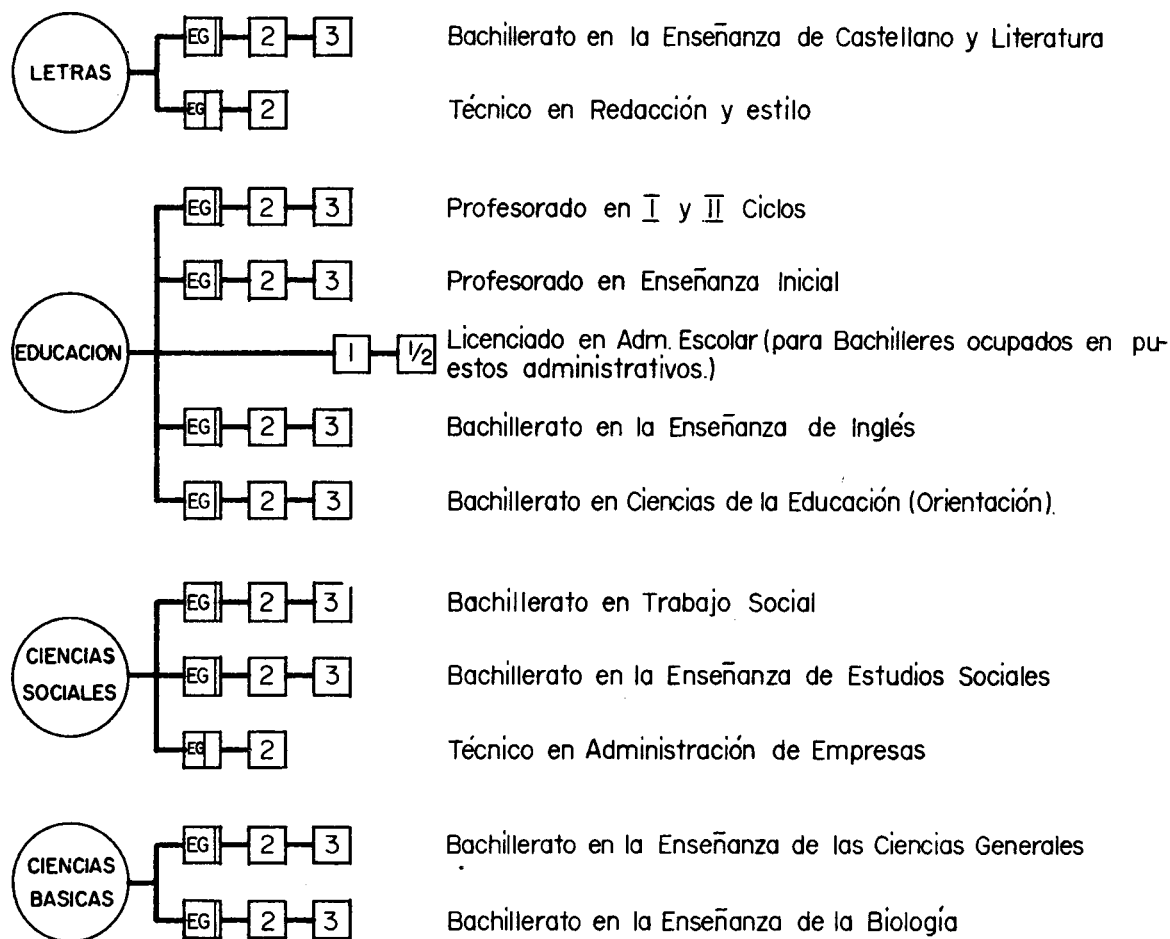 LETRAS
EG 2 3 Bachillerato en la Enseñanza de Castellano y Literatura
EG 2 Técnico en Redacción y estilo
EDUCACION
EG 2 3 Profesorado en I y II Ciclos
EG 2 3 Profesorado en Enseñanza Inicial
1 1/2 Licenciado en Adm. Escolar (para Bachilleres ocupados en pu-
estos administrativos.)
EG 2 3 Bachillerato en la Enseñanza de Inglés
EG 2 3 Bachillerato en Ciencias de la Educación (Orientación).
CIENCIAS
SOCIALES
EG 2 3 Bachillerato en Trabajo Social
EG 2 3 Bachillerato en la Enseñanza de Estudios Sociales
EG 2 Técnico en Administración de Empresas
CIENCIAS
BASICAS
EG 2 3 Bachillerato en la Enseñanza de las Ciencias Generales
EG 2 3 Bachillerato en la Enseñanza de la Biología